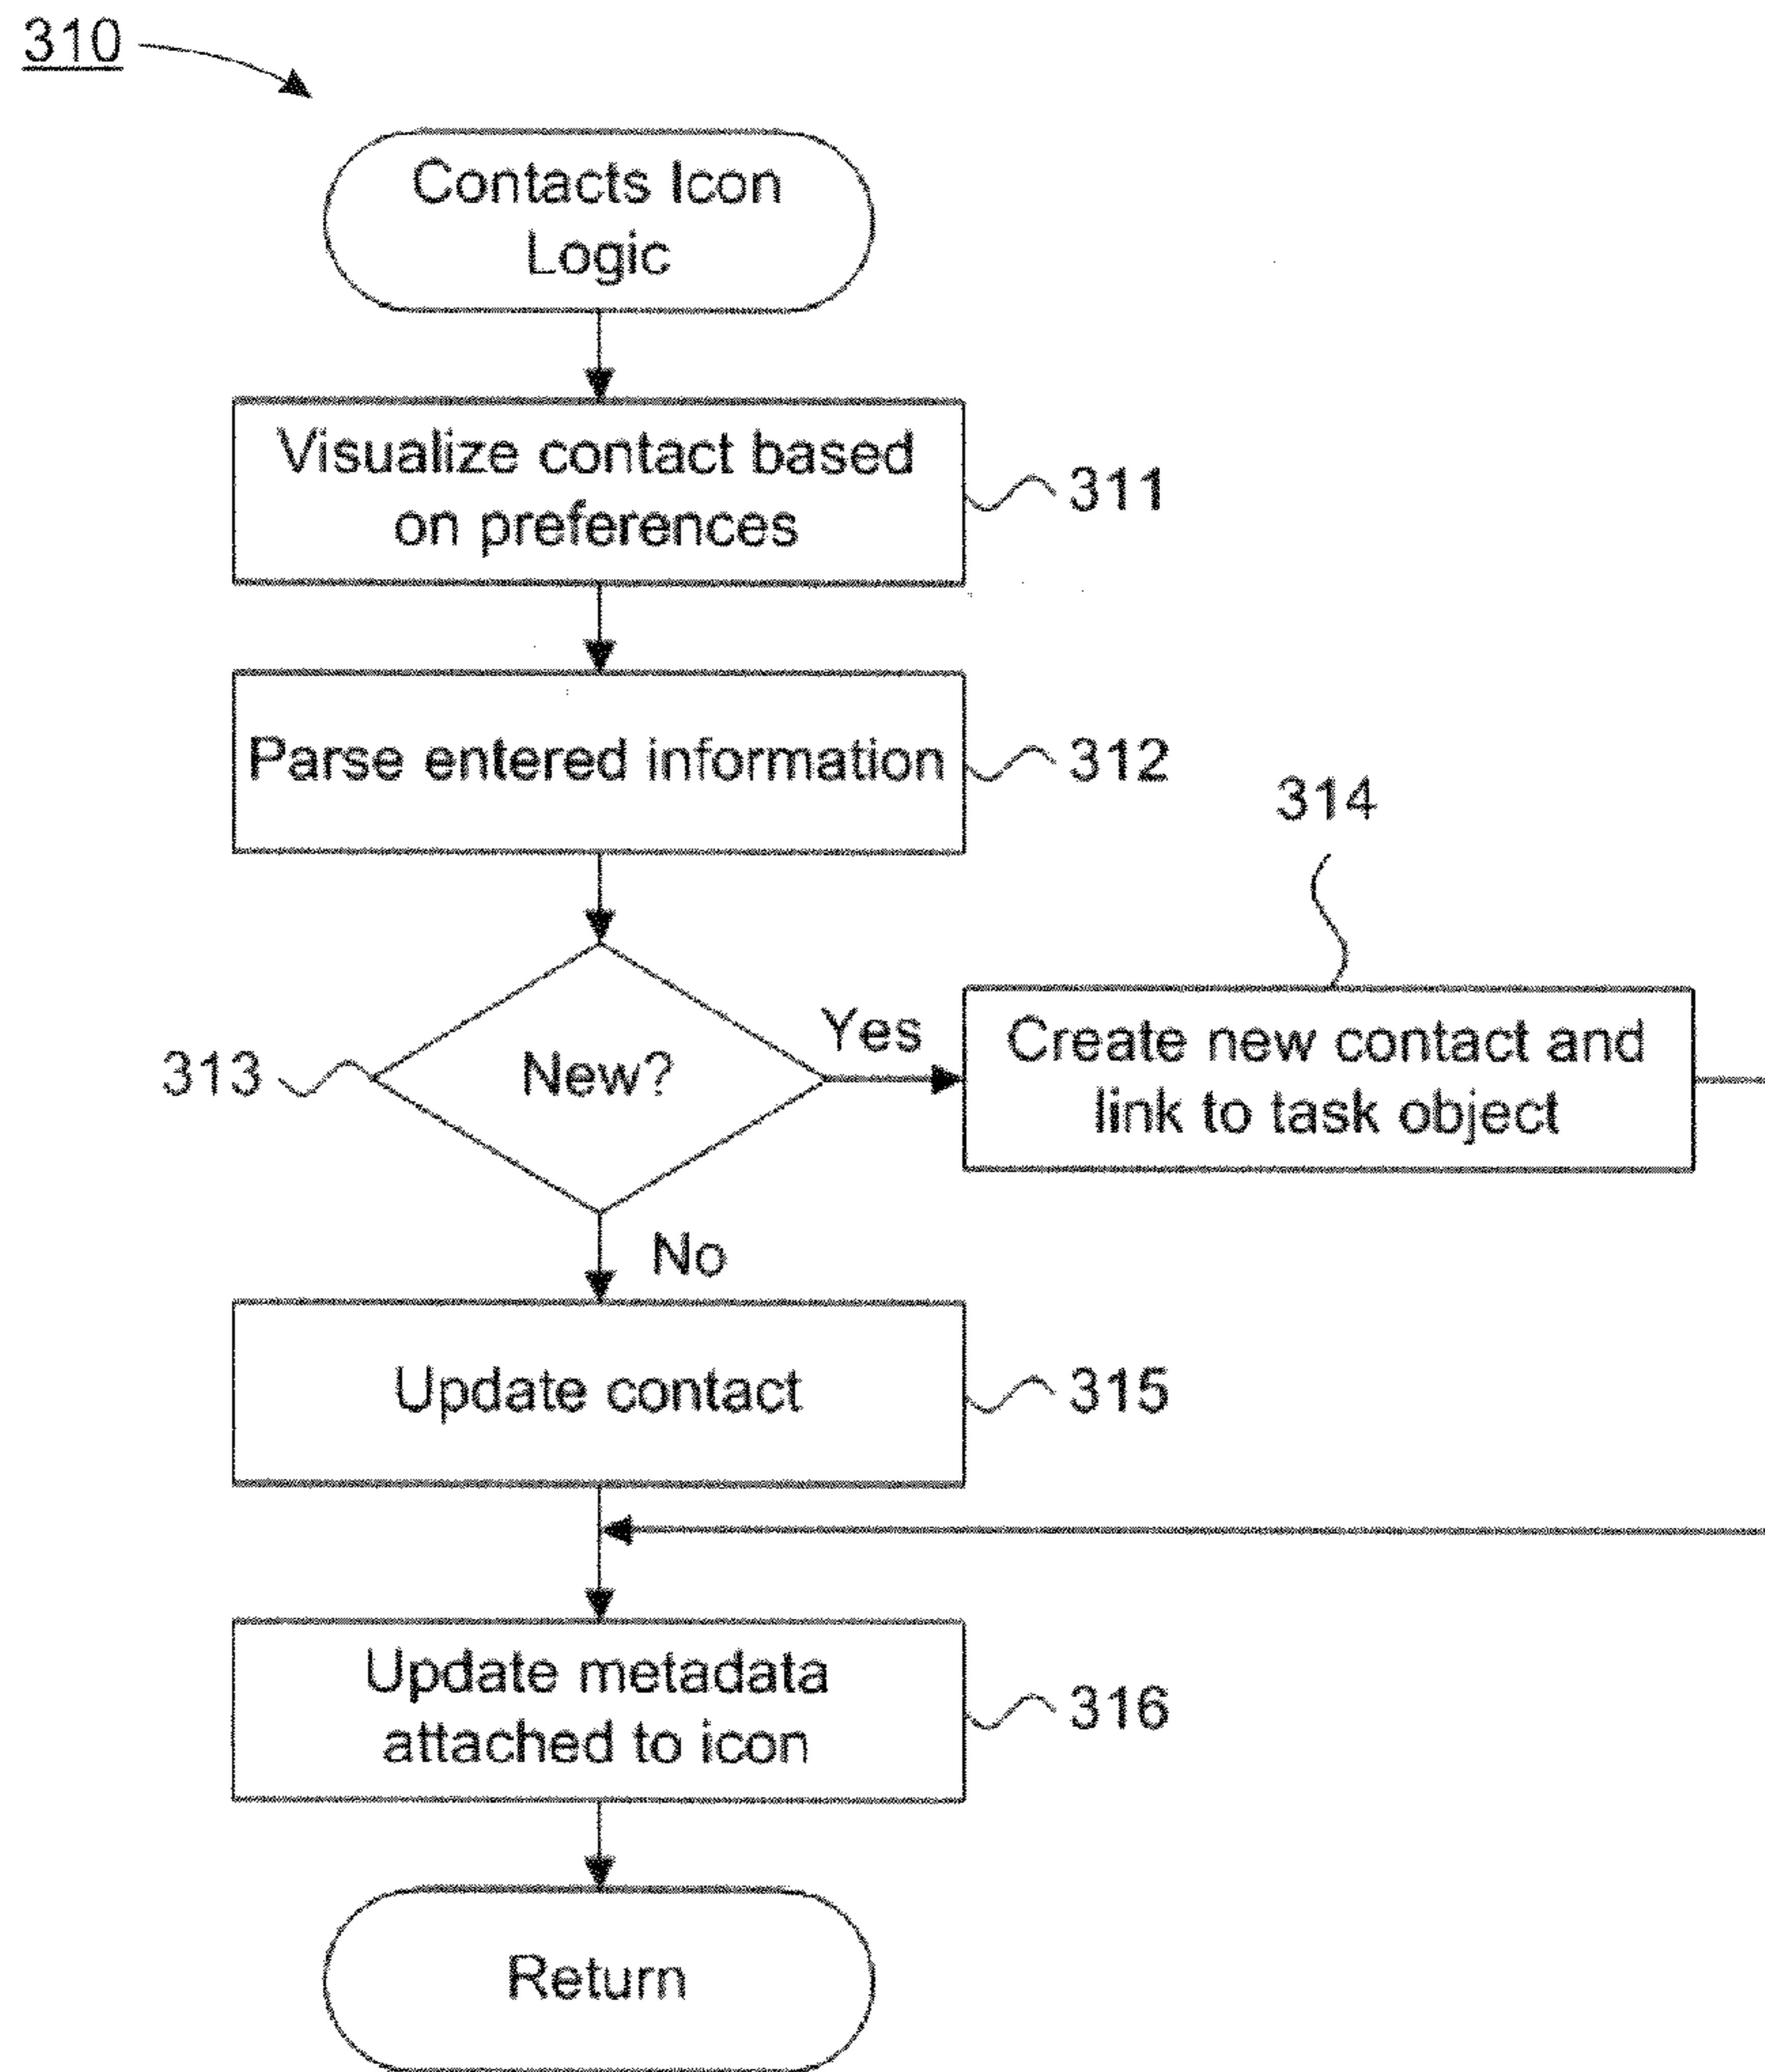 310
Contacts Icon
Logic
Visualize contact based
on preferences
311
Parse entered information
312
314
313
New?
Yes
Create new contact and
link to task object
No
Update contact
315
Update metadata
attached to icon
316
Return